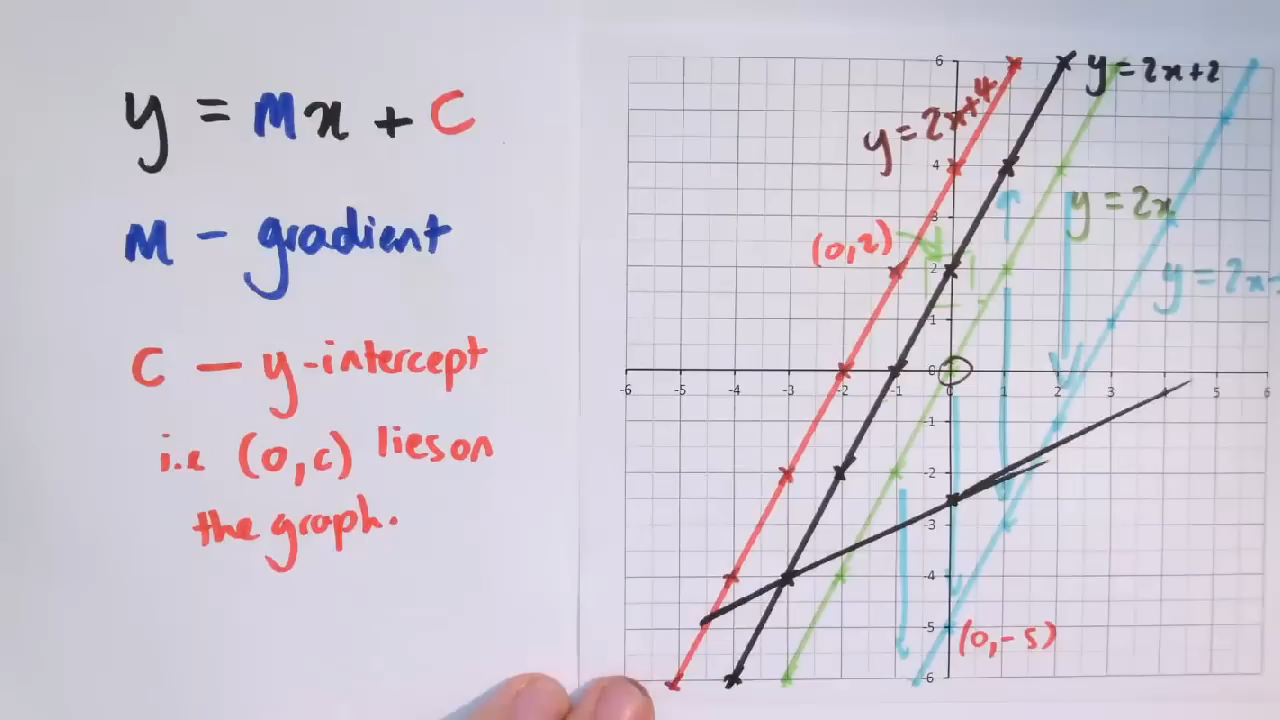 y = Mx + C
M - gradient
C - y-intercept
i.e (0,c) lies on
the graph.
y=2x+4
y=2x+2
y=2x
y=2x-
(0,2)
(0,-5)
6
4
3
2
1
0
-1
-2
-3
-4
-5
-6
-6 -5 -4 -3 -2 -1 0 1 2 3 4 5 6